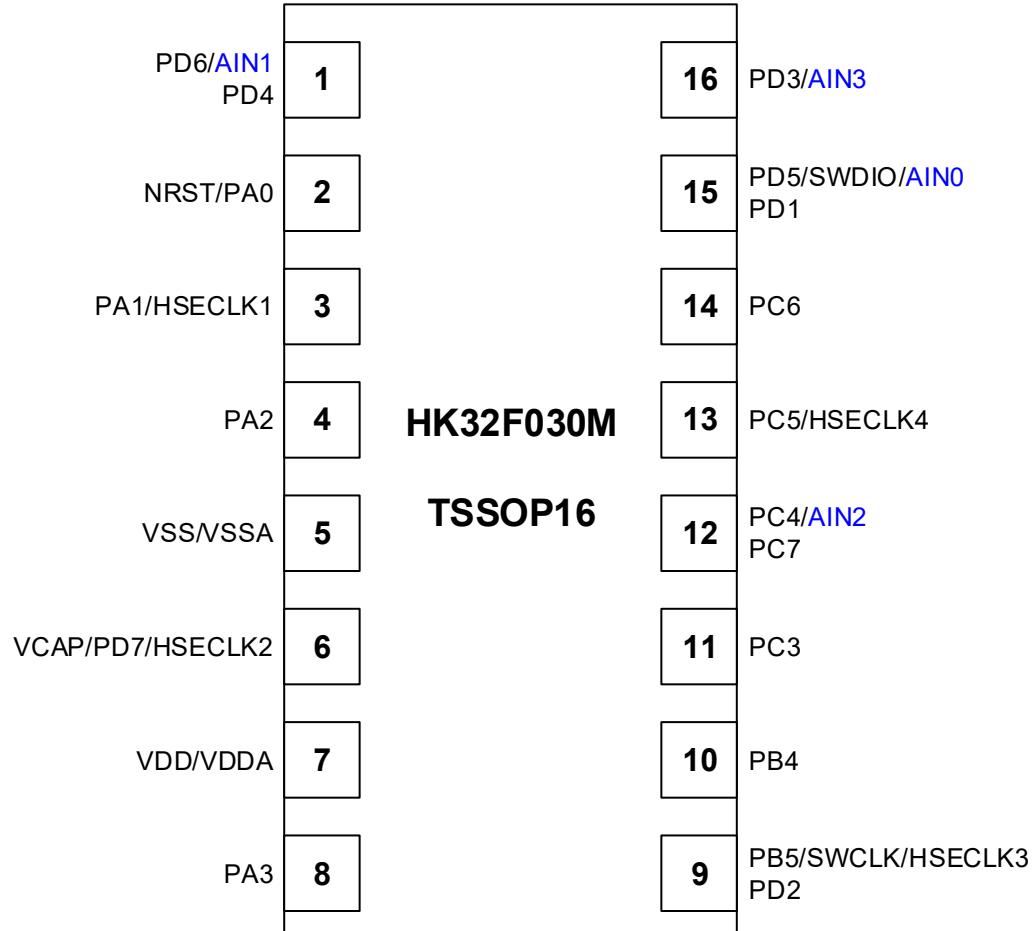 PD6/AIN1
PD4
1
16
PD3/AIN3
NRST/PA0
2
15
PD5/SWDIO/AIN0
PD1
PA1/HSECLK1
3
14
PC6
PA2
4
HK32F030M
13
PC5/HSECLK4
VSS/VSSA
5
TSSOP16
12
PC4/AIN2
PC7
VCAP/PD7/HSECLK2
6
11
PC3
VDD/VDDA
7
10
PB4
PA3
8
9
PB5/SWCLK/HSECLK3
PD2